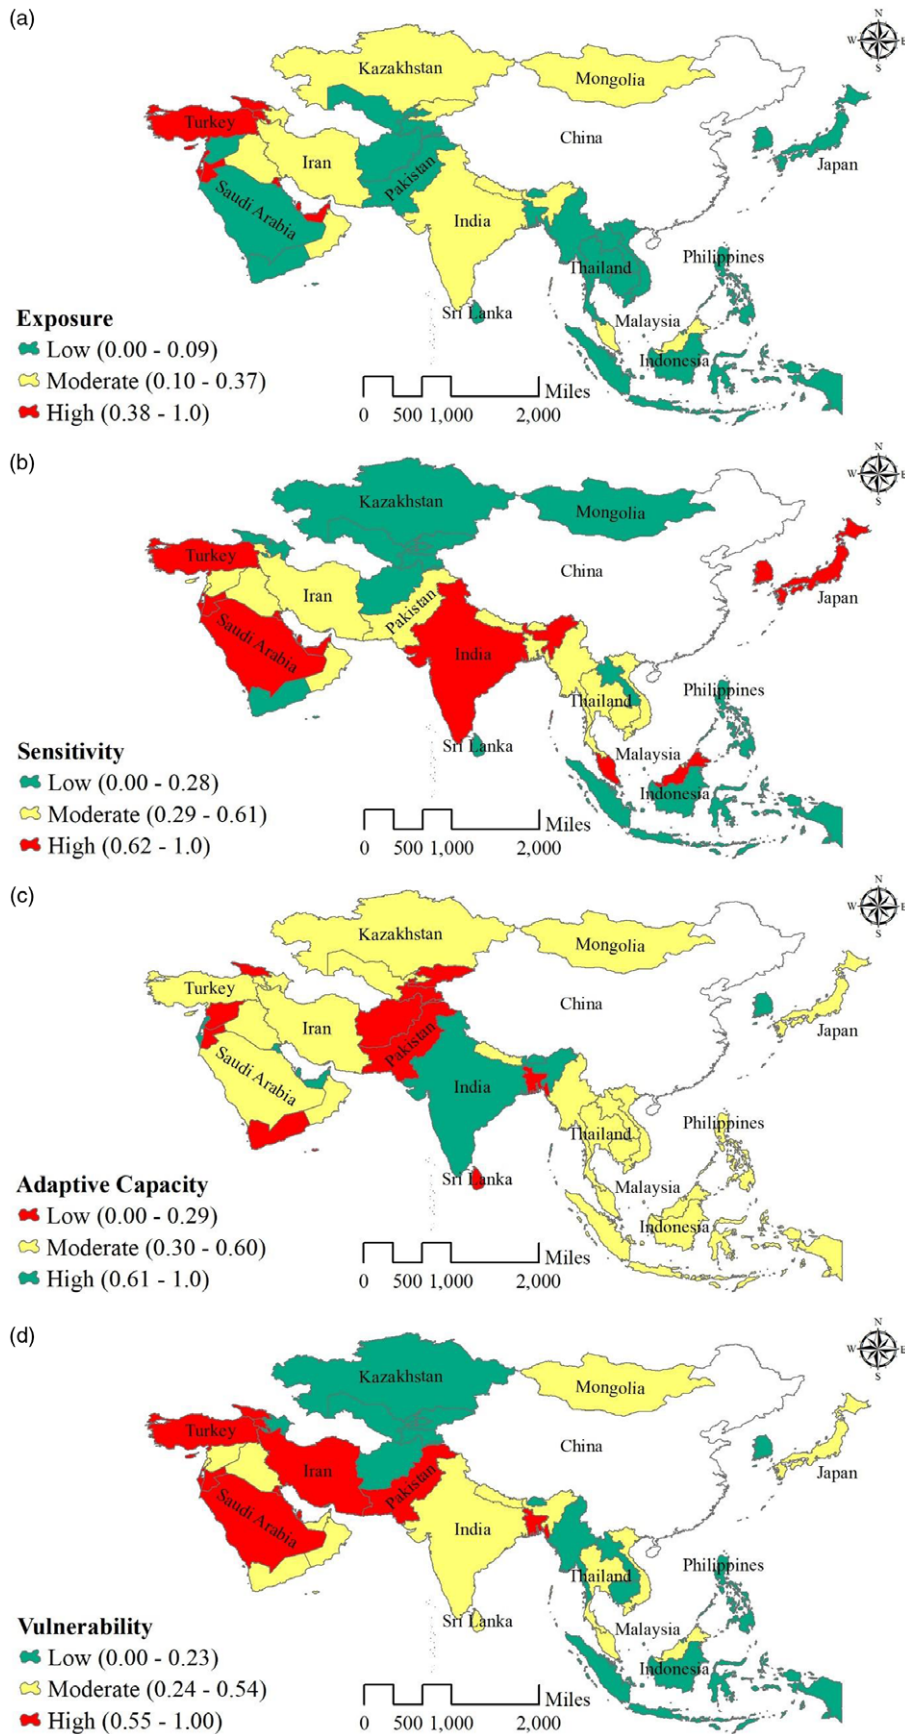 (a)
N
W E
S
Kazakhstan
Mongolia
Turkey
China
Iran
Japan
Pakistan
Saudi Arabia
India
Philippines
Thailand
Sri Lanka
Malaysia
Indonesia
Exposure
Low (0.00 - 0.09)
Moderate (0.10 - 0.37)
High (0.38 - 1.0)
Miles
0 500 1,000 2,000
(b)
N
W E
S
Kazakhstan
Mongolia
Turkey
China
Iran
Japan
Pakistan
Saudi Arabia
India
Philippines
Thailand
Sri Lanka
Malaysia
Indonesia
Sensitivity
Low (0.00 - 0.28)
Moderate (0.29 - 0.61)
High (0.62 - 1.0)
Miles
0 500 1,000 2,000
(c)
N
W E
S
Kazakhstan
Mongolia
Turkey
China
Iran
Japan
Pakistan
Saudi Arabia
India
Philippines
Thailand
Sri Lanka
Malaysia
Indonesia
Adaptive Capacity
Low (0.00 - 0.29)
Moderate (0.30 - 0.60)
High (0.61 - 1.0)
Miles
0 500 1,000 2,000
(d)
N
W E
S
Kazakhstan
Mongolia
Turkey
China
Iran
Japan
Pakistan
Saudi Arabia
India
Philippines
Thailand
Sri Lanka
Malaysia
Indonesia
Vulnerability
Low (0.00 - 0.23)
Moderate (0.24 - 0.54)
High (0.55 - 1.00)
Miles
0 500 1,000 2,000